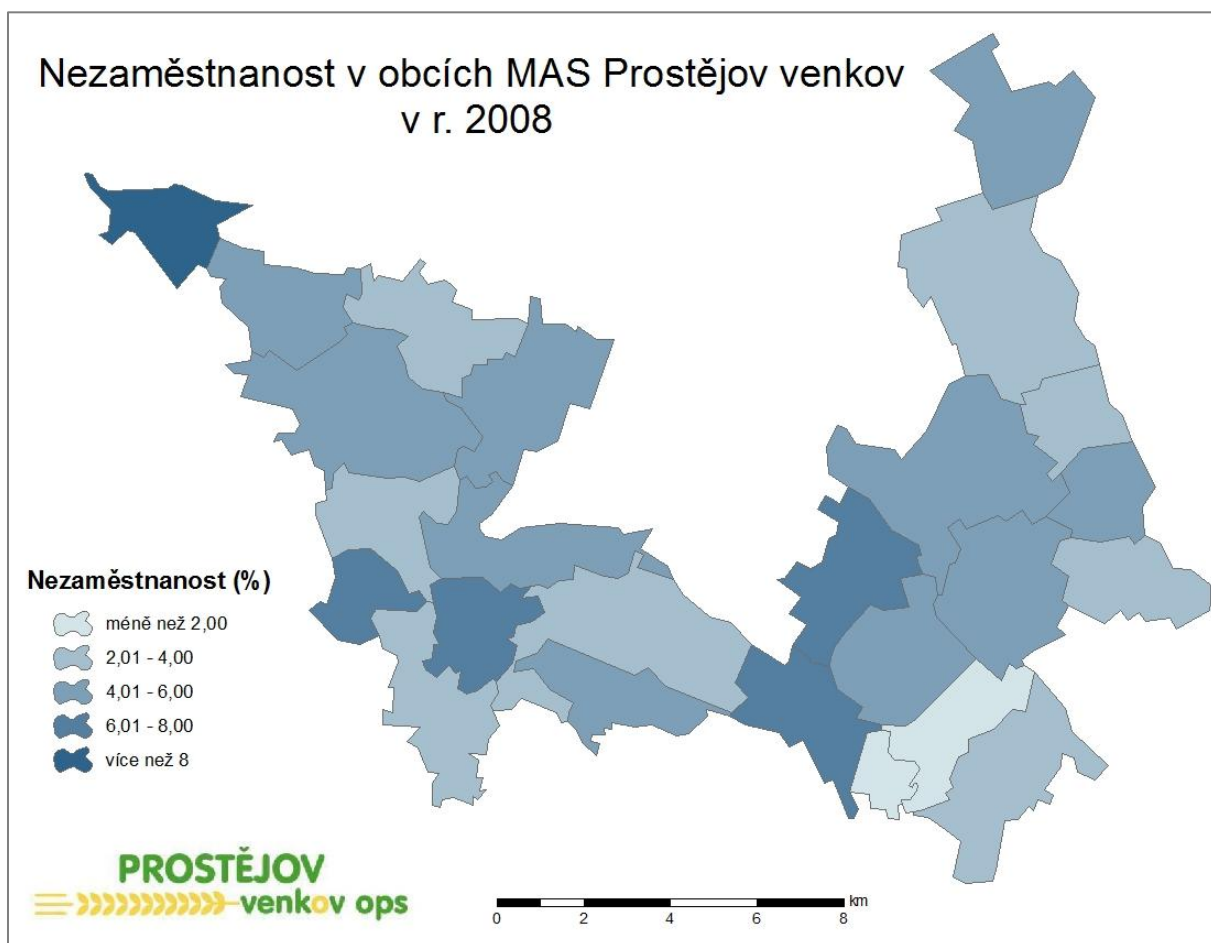 Nezaměstnanost v obcích MAS Prostějov venkov
v r. 2008
Nezaměstnanost (%)
méně než 2,00
2,01 - 4,00
4,01 - 6,00
6,01 - 8,00
více než 8
PROSTĚJOV
venkov ops
km
0 2 4 6 8